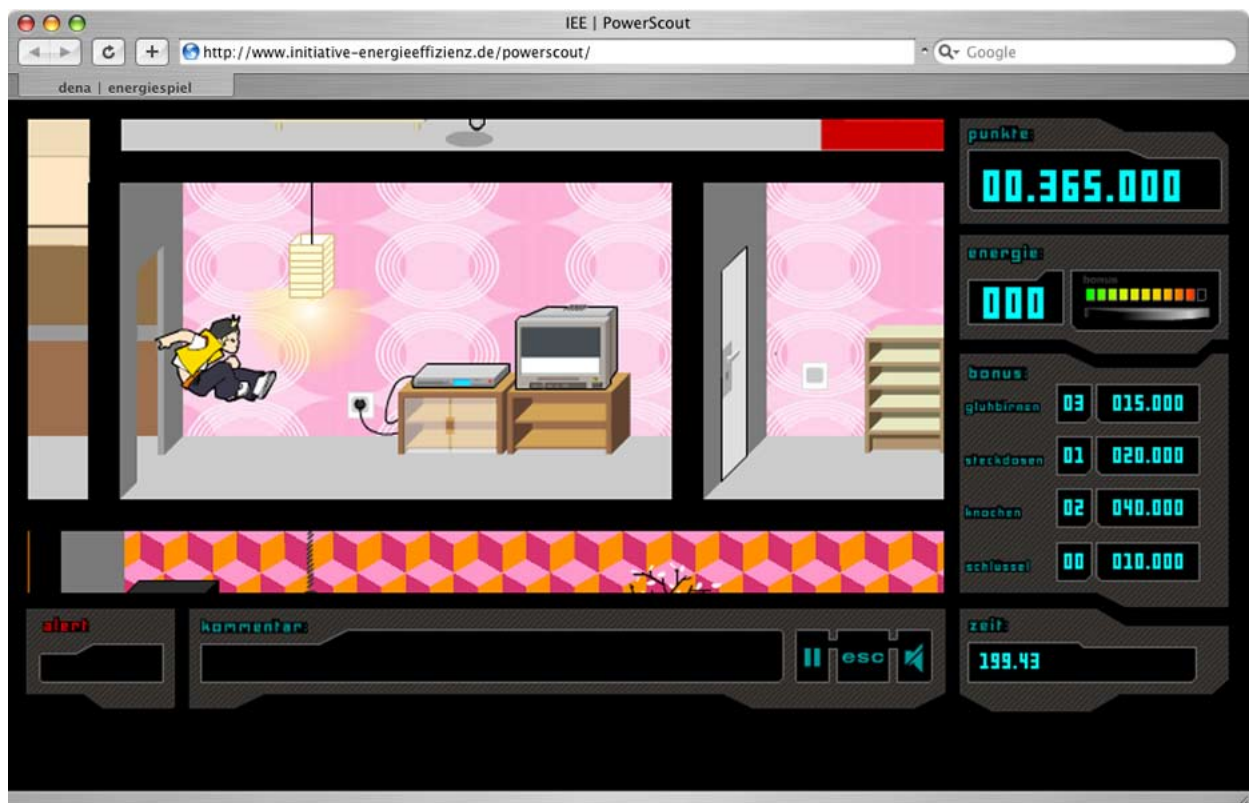 IEE | PowerScout
http://www.initiative-energieeffizienz.de/powerscout/
Google
dena | energiespiel
punkte:
00.365.000
energie:
000
bonus
bonus:
glühbirnen 03 015.000
steckdosen 01 020.000
knochen 02 040.000
schlüssel 00 010.000
alert
kommentar:
esc
zeit:
199.43